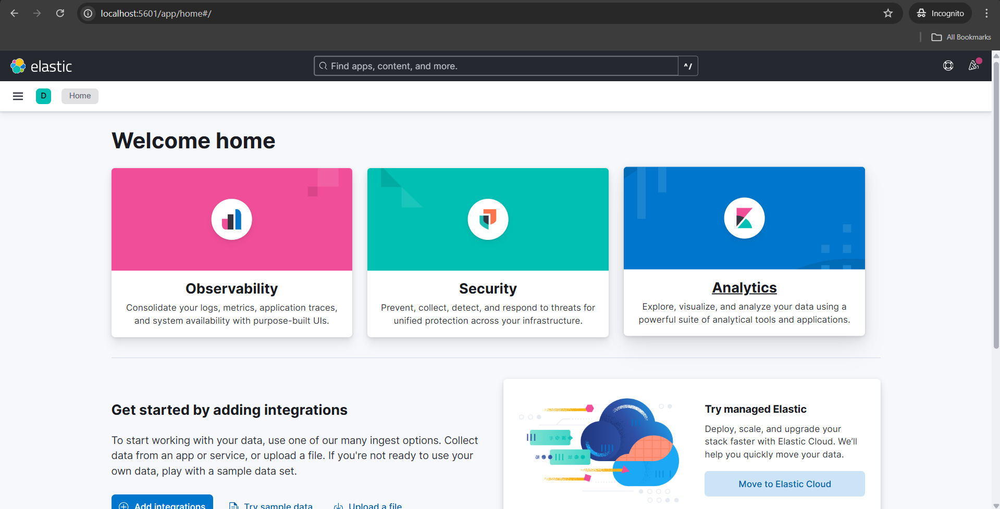 localhost:5601/app/home#/
Incognito
All Bookmarks
elastic
Find apps, content, and more.
^/
D
Home
Welcome home
Observability
Consolidate your logs, metrics, application traces,
and system availability with purpose-built UIs.
Security
Prevent, collect, detect, and respond to threats for
unified protection across your infrastructure.
Analytics
Explore, visualize, and analyze your data using a
powerful suite of analytical tools and applications.
Get started by adding integrations
To start working with your data, use one of our many ingest options. Collect
data from an app or service, or upload a file. If you're not ready to use your
own data, play with a sample data set.
Add integrations
Try sample data
Upload a file
Try managed Elastic
Deploy, scale, and upgrade your
stack faster with Elastic Cloud. We’ll
help you quickly move your data.
Move to Elastic Cloud